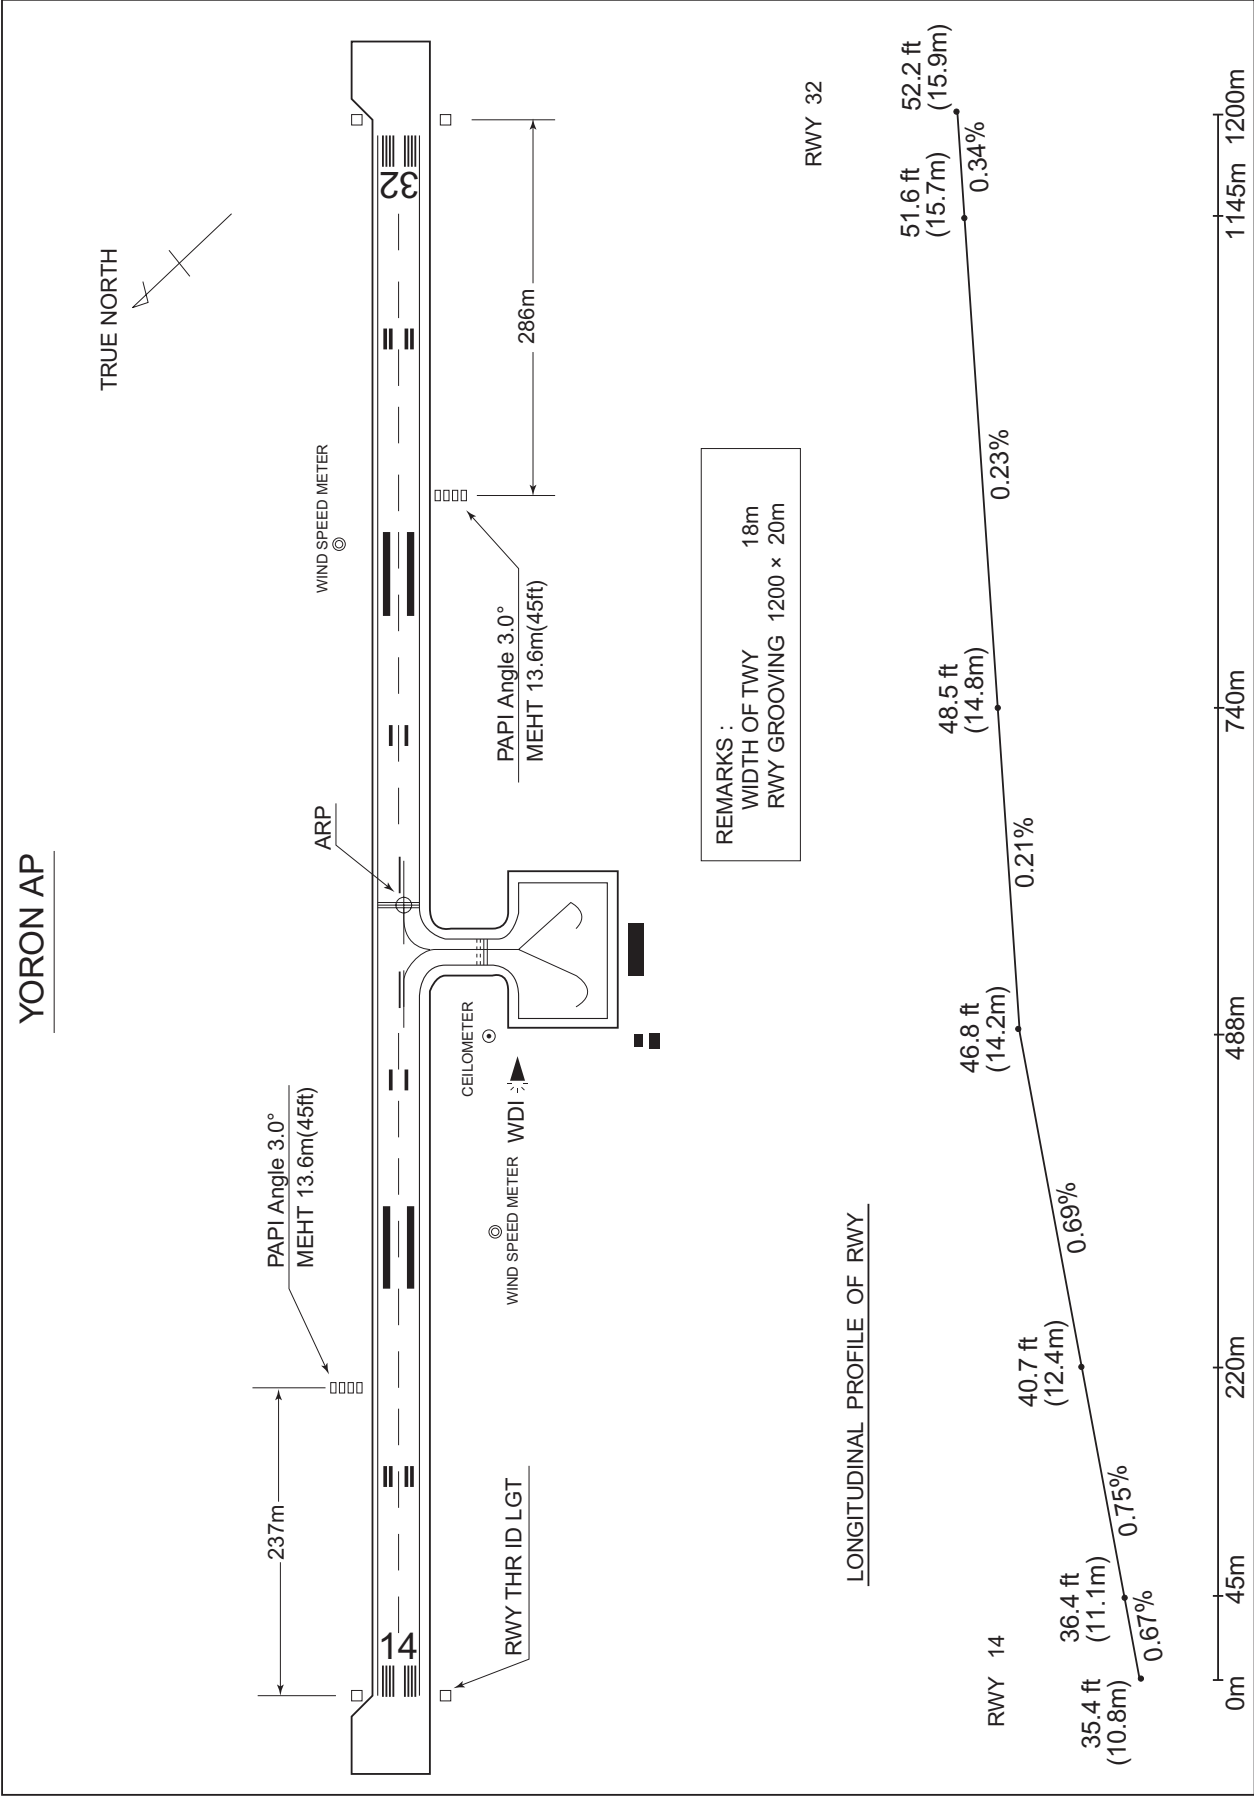 YORON AP
TRUE NORTH
PAPI Angle 3.0°
MEHT 13.6m(45ft)
237m
ARP
WIND SPEED METER
14
32
RWY THR ID LGT
WIND SPEED METER
WDI
CEILOMETER
PAPI Angle 3.0°
MEHT 13.6m(45ft)
286m
REMARKS :
WIDTH OF TWY 18m
RWY GROOVING 1200 × 20m
LONGITUDINAL PROFILE OF RWY
RWY 14
RWY 32
35.4 ft
(10.8m)
36.4 ft
(11.1m)
40.7 ft
(12.4m)
46.8 ft
(14.2m)
48.5 ft
(14.8m)
51.6 ft
(15.7m)
52.2 ft
(15.9m)
0.67%
0.75%
0.69%
0.21%
0.23%
0.34%
0m
45m
220m
488m
740m
1145m
1200m